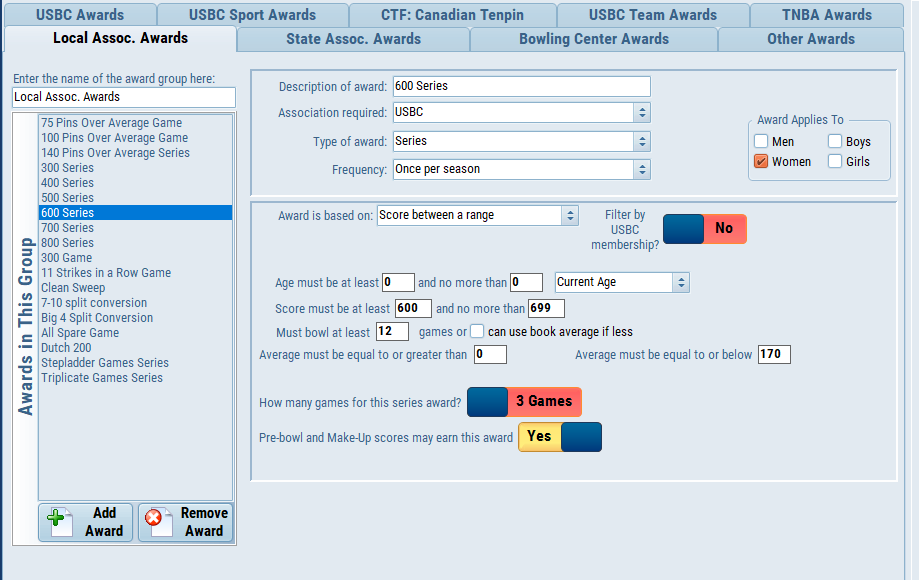 USBC Awards
USBC Sport Awards
CTF: Canadian Tenpin
USBC Team Awards
TNBA Awards
Local Assoc. Awards
State Assoc. Awards
Bowling Center Awards
Other Awards
Enter the name of the award group here:
Local Assoc. Awards
Awards in This Group
75 Pins Over Average Game
100 Pins Over Average Game
140 Pins Over Average Series
300 Series
400 Series
500 Series
600 Series
700 Series
800 Series
300 Game
11 Strikes in a Row Game
Clean Sweep
7-10 split conversion
Big 4 Split Conversion
All Spare Game
Dutch 200
Stepladder Games Series
Triplicate Games Series
Add
Award
Remove
Award
Description of award: 600 Series
Association required: USBC
Type of award: Series
Frequency: Once per season
Award Applies To
Men
Boys
Women
Girls
Award is based on: Score between a range
Filter by
USBC
membership?
No
Age must be at least 0 and no more than 0 Current Age
Score must be at least 600 and no more than 699
Must bowl at least 12 games or can use book average if less
Average must be equal to or greater than 0
Average must be equal to or below 170
How many games for this series award? 3 Games
Pre-bowl and Make-Up scores may earn this award Yes